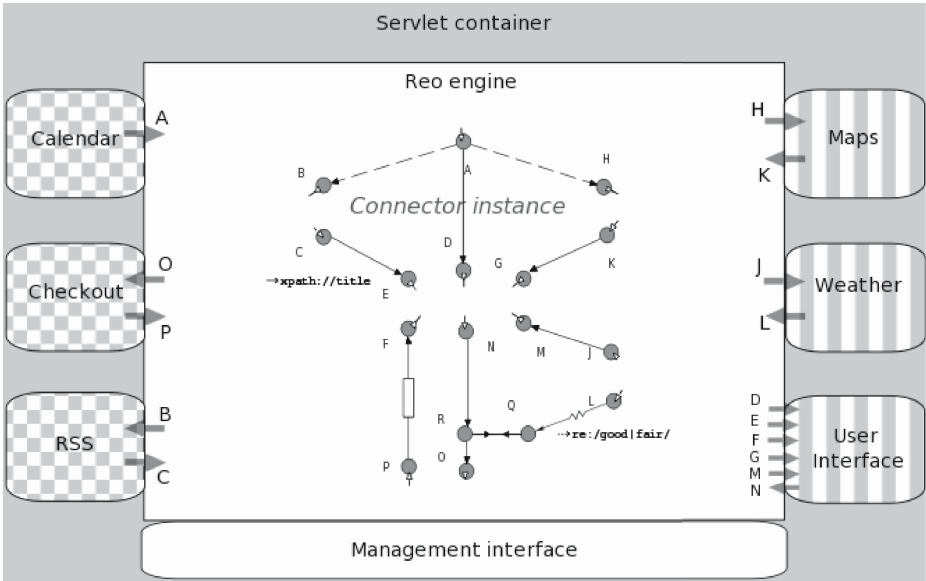 Servlet container
Reo engine
Calendar
A
Checkout
O
P
RSS
B
C
A
B
H
Connector instance
C
D
G
K
E
→xpath://title
F
N
M
J
L
Q
R
⇢re:/good|fair/
O
P
H
K
Maps
J
L
Weather
D
E
F
G
M
N
User
Interface
Management interface